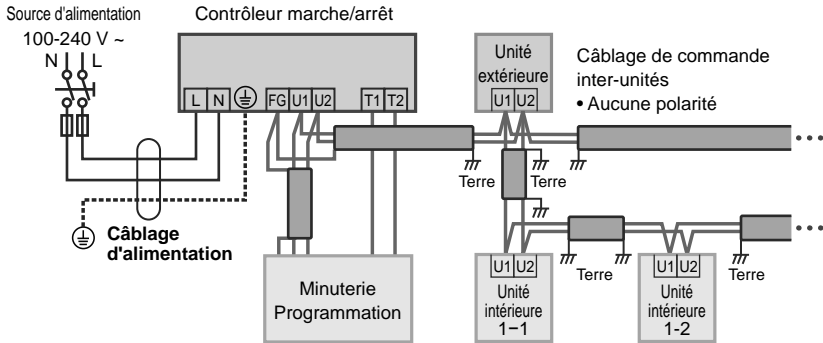 Source d'alimentation
100-240 V ~
N L
Contrôleur marche/arrêt
L N FG U1 U2 T1 T2
Unité
extérieure
U1 U2
Câblage de commande
inter-unités
• Aucune polarité
Terre
Terre
Câblage
d'alimentation
Minuterie
Programmation
U1 U2
Unité
intérieure
1−1
Terre
U1 U2
Unité
intérieure
1-2
Terre